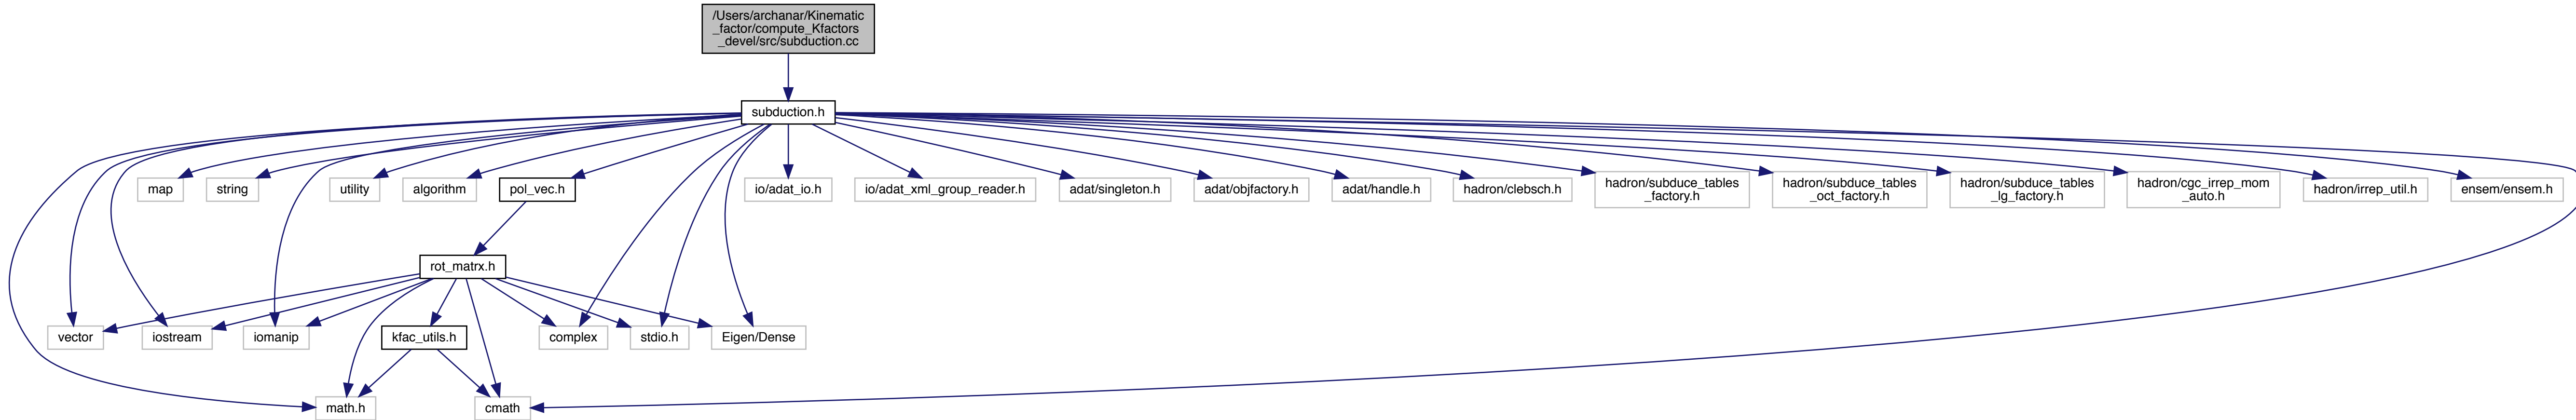 /Users/archanar/Kinematic
_factor/compute_Kfactors
_devel/src/subduction.cc
subduction.h
map
string
utility
algorithm
pol_vec.h
io/adat_io.h
io/adat_xml_group_reader.h
adat/singleton.h
adat/objfactory.h
adat/handle.h
hadron/clebsch.h
hadron/subduce_tables
_factory.h
hadron/subduce_tables
_oct_factory.h
hadron/subduce_tables
_lg_factory.h
hadron/cgc_irrep_mom
_auto.h
hadron/irrep_util.h
ensem/ensem.h
rot_matrx.h
vector
iostream
iomanip
kfac_utils.h
complex
stdio.h
Eigen/Dense
math.h
cmath